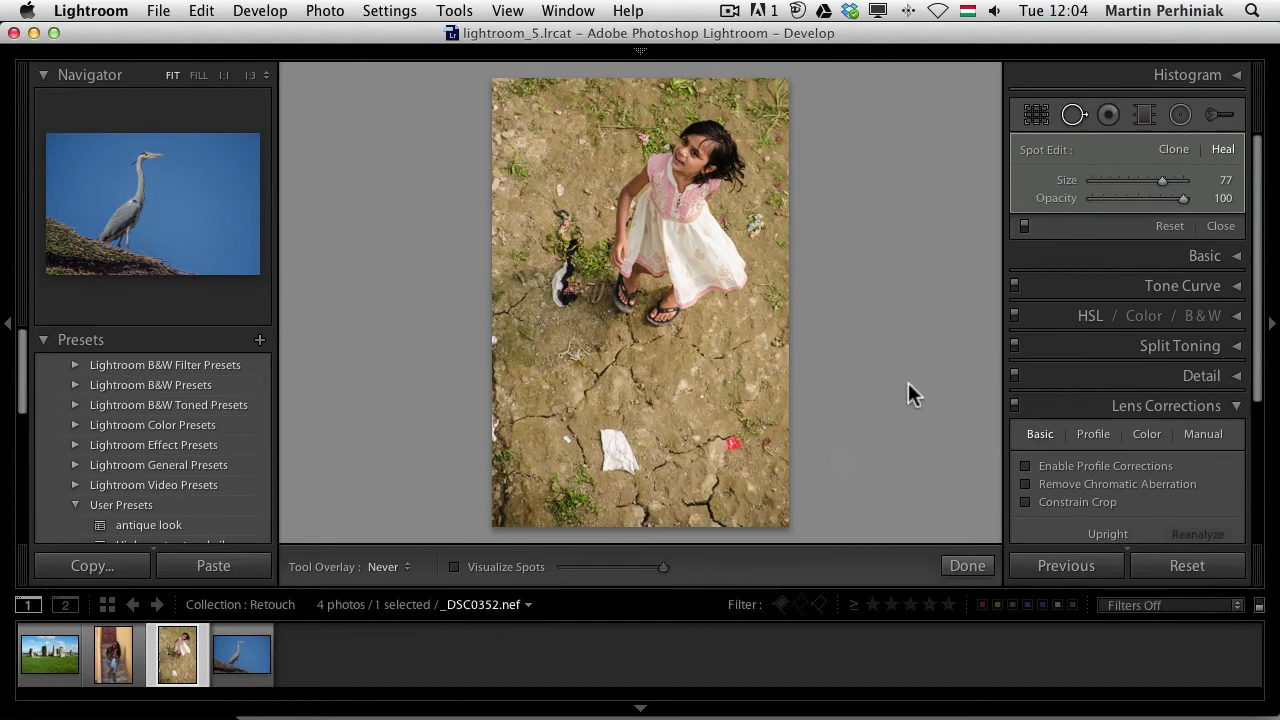 Lightroom File Edit Develop Photo Settings Tools View Window Help 1 Tue 12:04 Martin Perhiniak
Lr lightroom_5.lrcat – Adobe Photoshop Lightroom – Develop
Navigator FIT FILL 1:1 1:3
Histogram
Spot Edit : Clone | Heal
Size 77
Opacity 100
Reset Close
Basic
Tone Curve
HSL / Color / B & W
Split Toning
Detail
Lens Corrections
Basic | Profile | Color | Manual
Enable Profile Corrections
Remove Chromatic Aberration
Constrain Crop
Upright Reanalyze
Presets +
Lightroom B&W Filter Presets
Lightroom B&W Presets
Lightroom B&W Toned Presets
Lightroom Color Presets
Lightroom Effect Presets
Lightroom General Presets
Lightroom Video Presets
User Presets
antique look
Copy... Paste
Tool Overlay : Never Visualize Spots Done
Previous Reset
1 2 Collection : Retouch 4 photos / 1 selected / _DSC0352.nef Filter : ≥ Filters Off